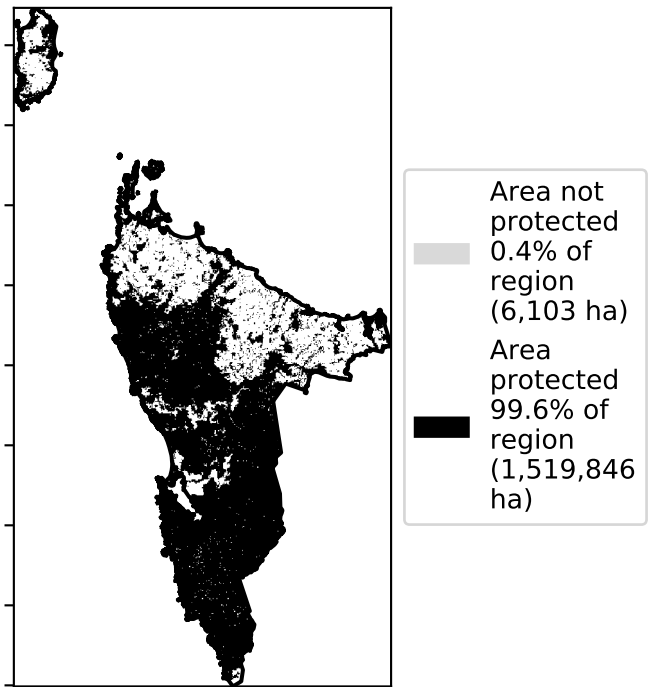 Area not
protected
0.4% of
region
(6,103 ha)
Area
protected
99.6% of
region
(1,519,846
ha)